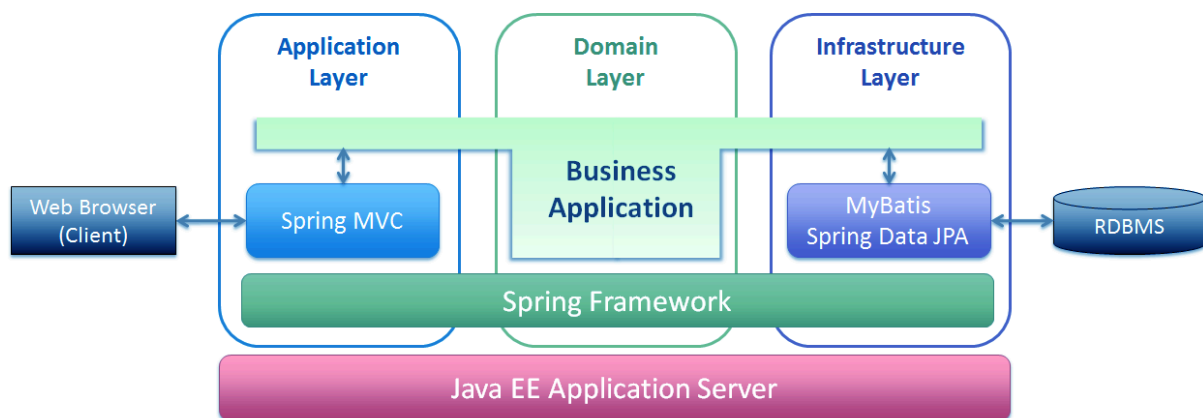 Application
Layer
Domain
Layer
Infrastructure
Layer
Business
Application
Web Browser
(Client)
Spring MVC
MyBatis
Spring Data JPA
RDBMS
Spring Framework
Java EE Application Server